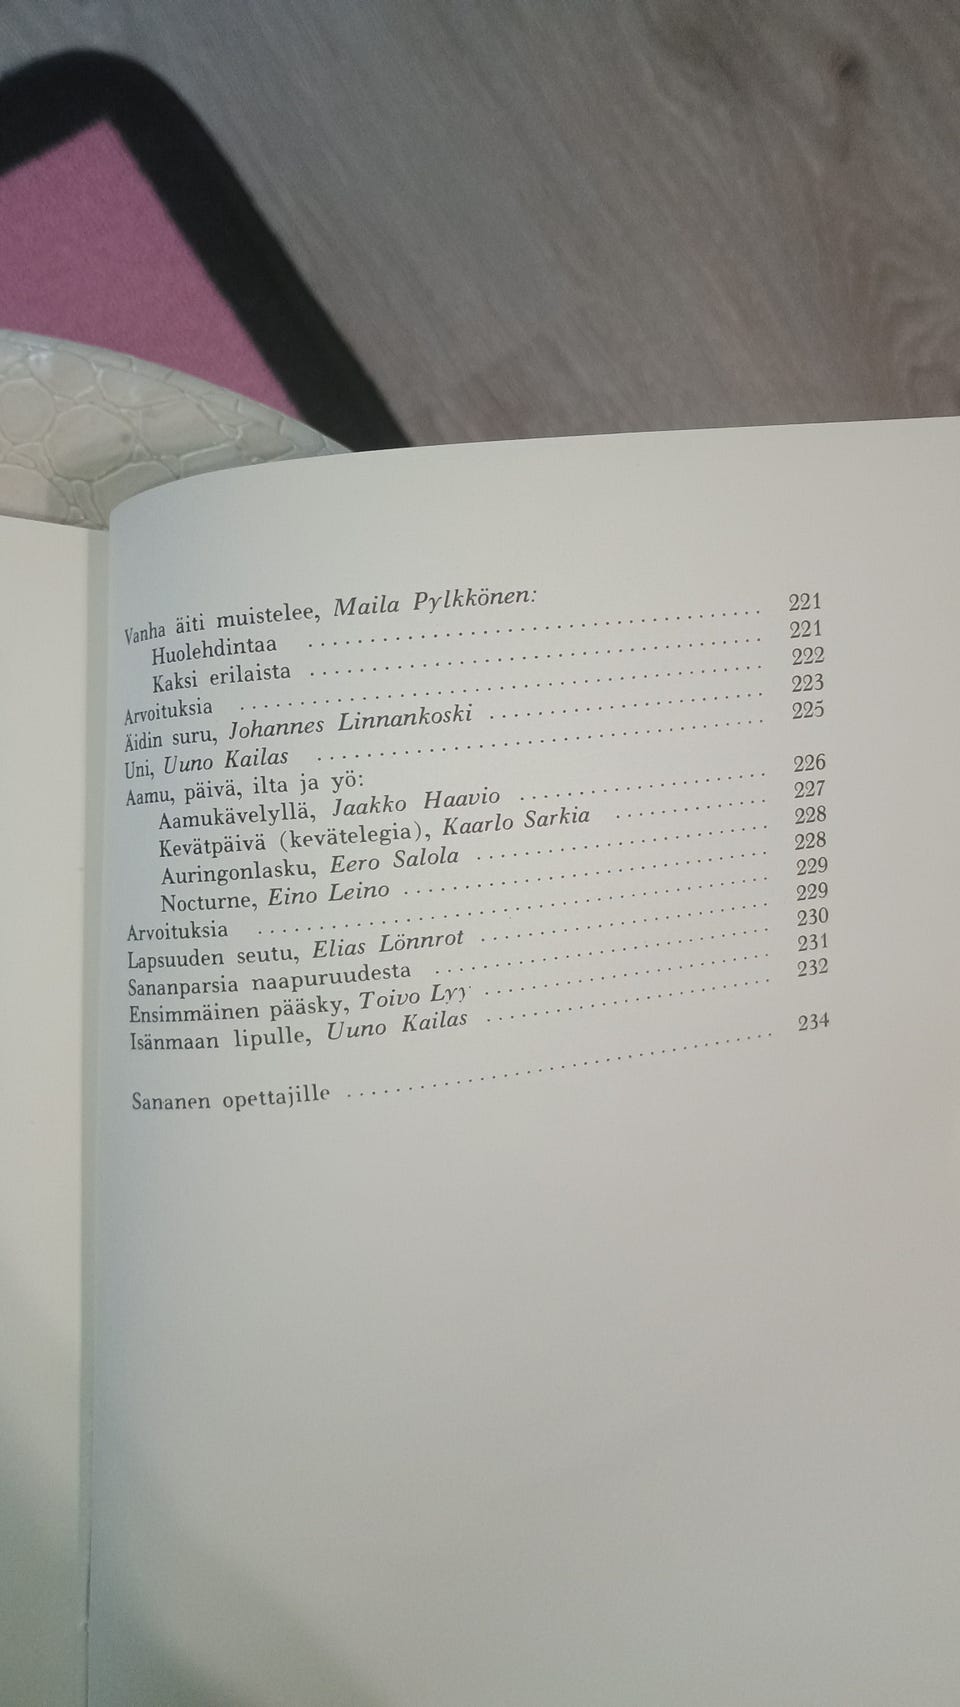 Vanha äiti muistelee, Maila Pylkkönen:
Huolehdintaa ........ 221
Kaksi erilaista ........ 221
Arvoituksia ........ 222
Äidin suru, Johannes Linnankoski ........ 223
Uni, Uuno Kailas ........ 225
Aamu, päivä, ilta ja yö:
Aamukävelyllä, Jaakko Haavio ........ 226
Kevätpäivä (kevätelegia), Kaarlo Sarkia ........ 227
Auringonlasku, Eero Salola ........ 228
Nocturne, Eino Leino ........ 228
Arvoituksia ........ 229
Lapsuuden seutu, Elias Lönnrot ........ 229
Sananparsia naapuruudesta ........ 230
Ensimmäinen pääsky, Toivo Lyy ........ 231
Isänmaan lipulle, Uuno Kailas ........ 232
Sananen opettajille ........ 234